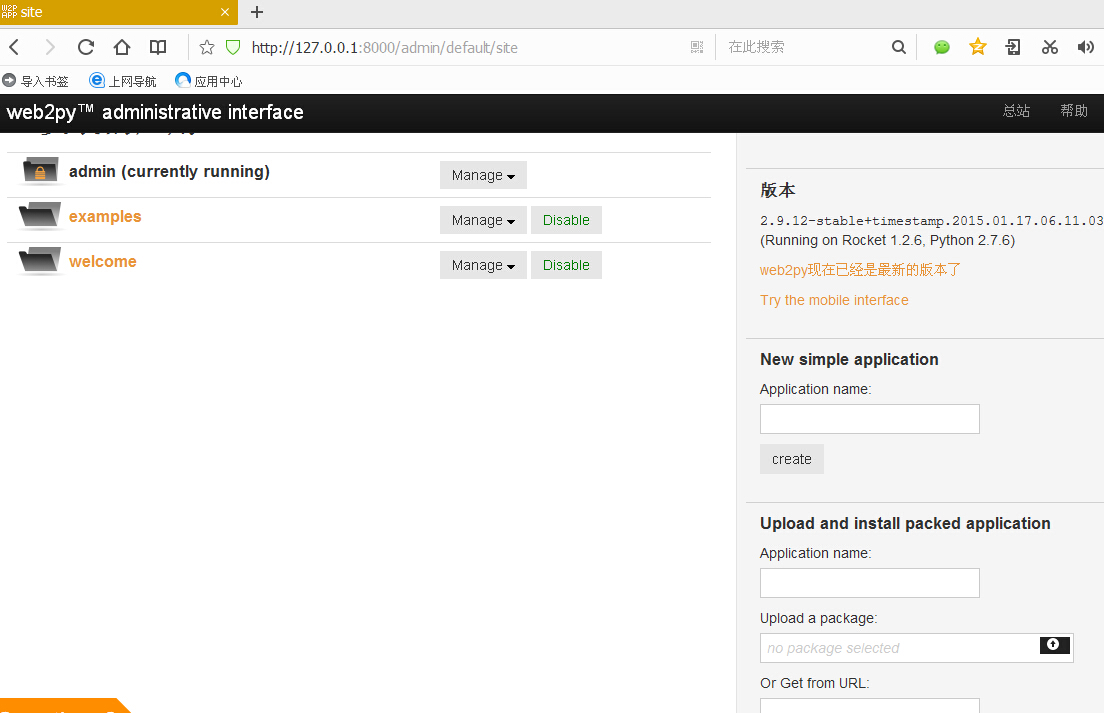 site
http://127.0.0.1:8000/admin/default/site
在此搜索
导入书签 上网导航 应用中心
web2py™ administrative interface
总站 帮助
admin (currently running)
Manage
examples
Manage Disable
welcome
Manage Disable
版本
2.9.12-stable+timestamp.2015.01.17.06.11.03
(Running on Rocket 1.2.6, Python 2.7.6)
web2py现在已经是最新的版本了
Try the mobile interface
New simple application
Application name:
create
Upload and install packed application
Application name:
Upload a package:
no package selected
Or Get from URL: